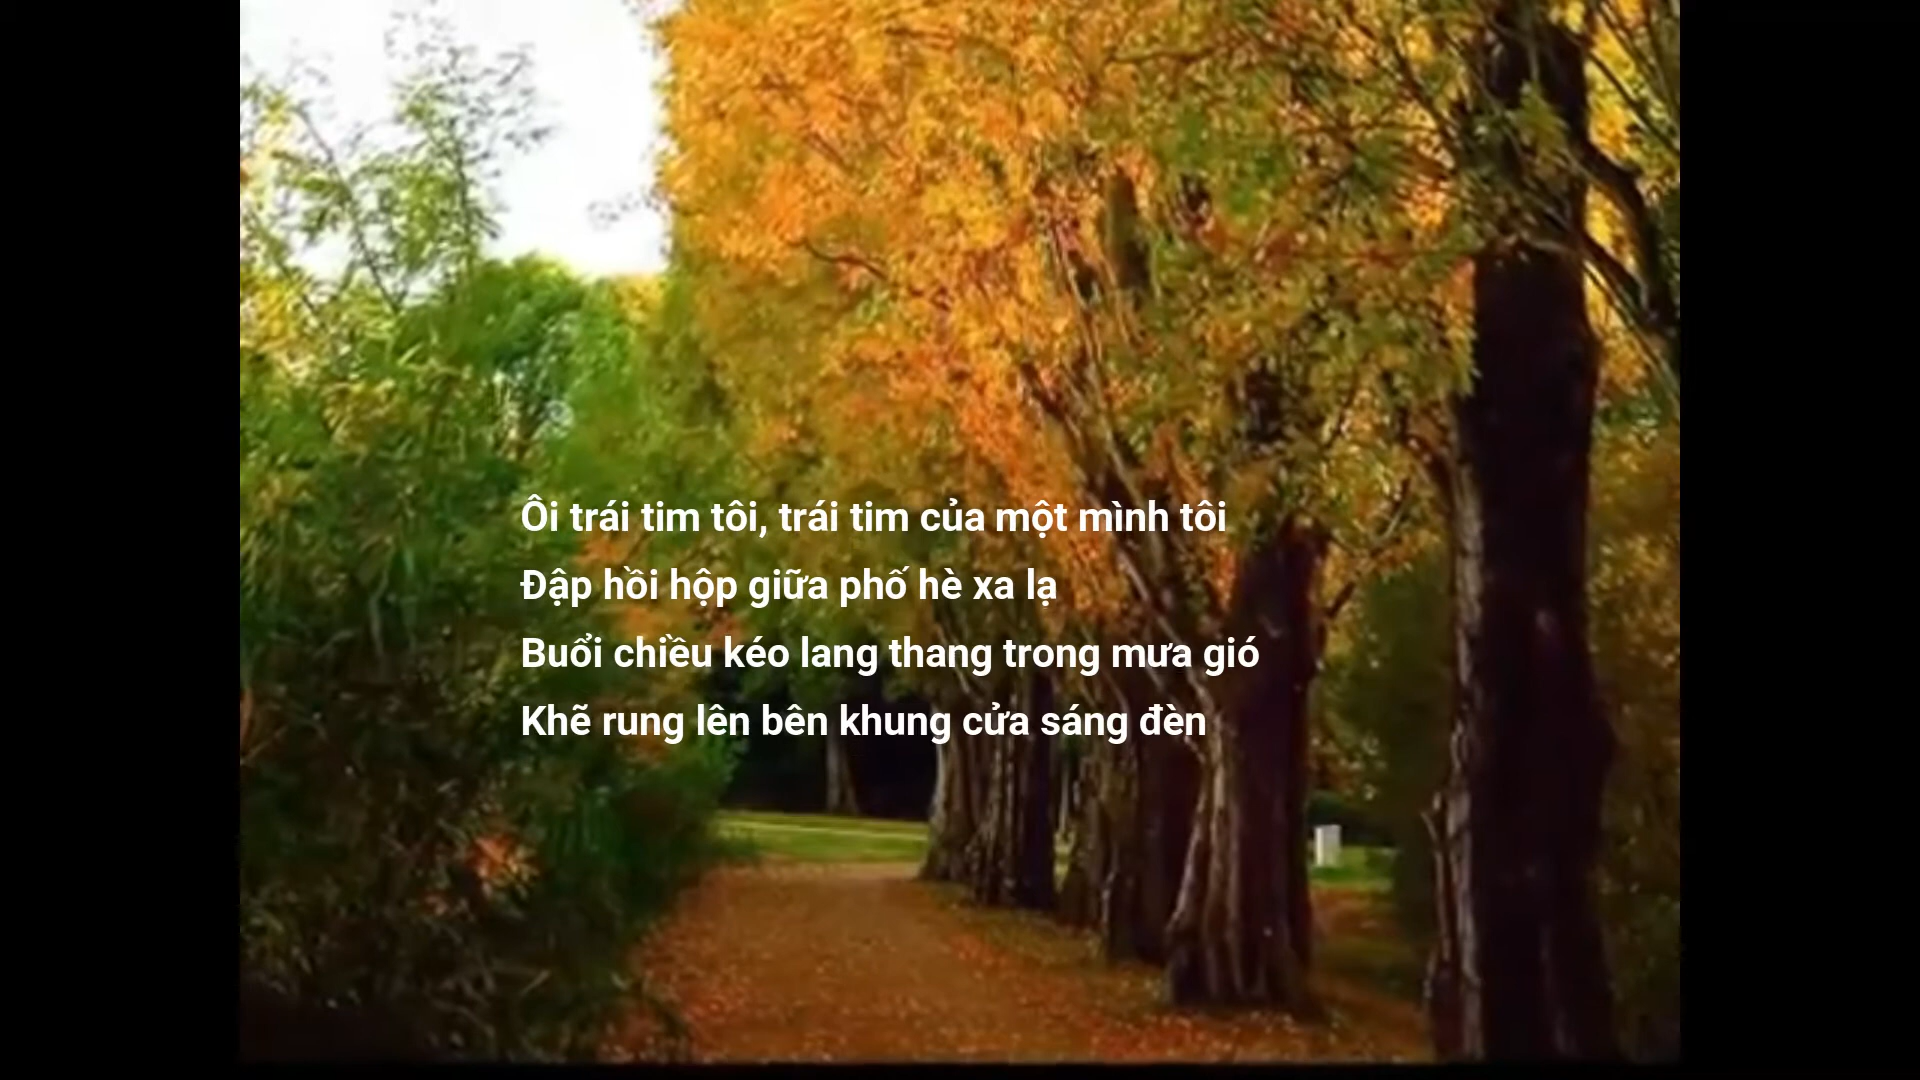 Ôi trái tim tôi, trái tim của một mình tôi
Đập hồi hộp giữa phố hè xa lạ
Buổi chiều kéo lang thang trong mưa gió
Khẽ rung lên bên khung cửa sáng đèn